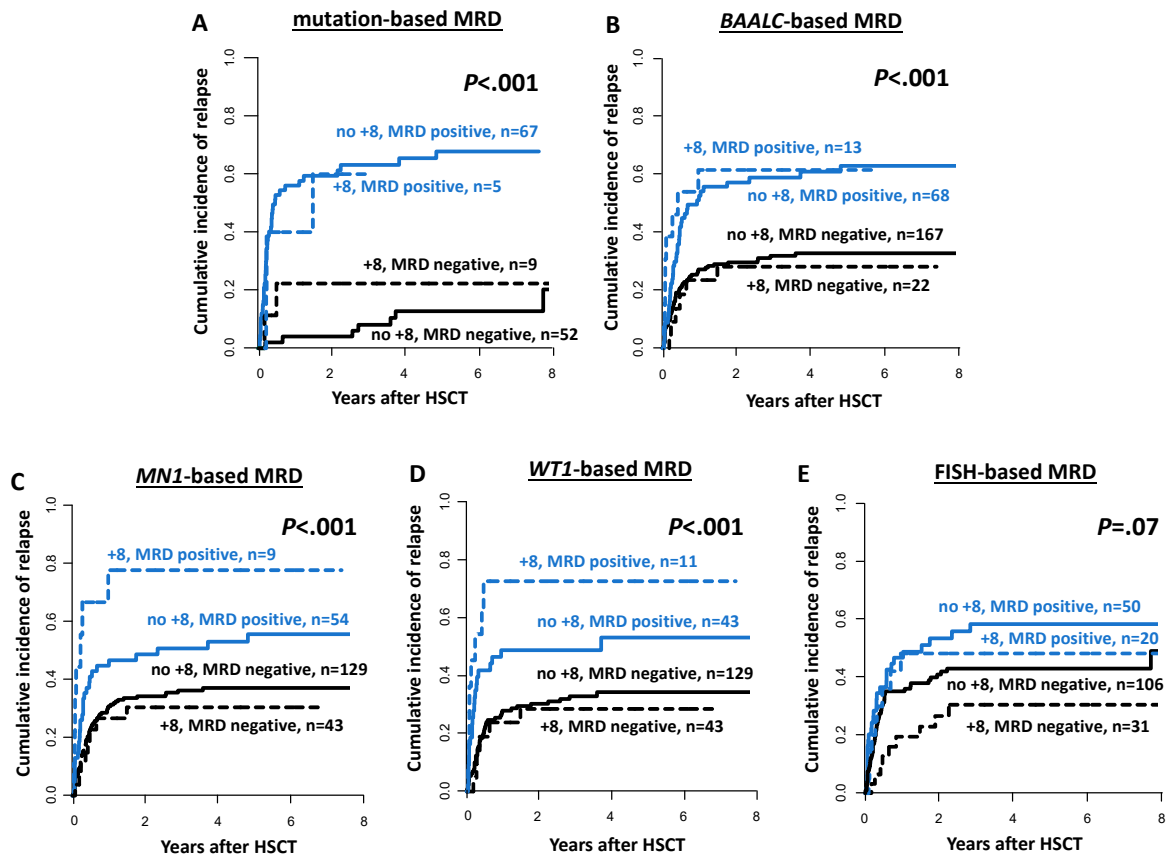 A
mutation-based MRD
P<.001
Cumulative incidence of relapse
0.0 0.2 0.4 0.6 0.8 1.0
no +8, MRD positive, n=67
+8, MRD positive, n=5
+8, MRD negative, n=9
no +8, MRD negative, n=52
0 2 4 6 8
Years after HSCT
B
BAALC-based MRD
P<.001
Cumulative incidence of relapse
0.0 0.2 0.4 0.6 0.8 1.0
+8, MRD positive, n=13
no +8, MRD positive, n=68
no +8, MRD negative, n=167
+8, MRD negative, n=22
0 2 4 6 8
Years after HSCT
C
MN1-based MRD
P<.001
Cumulative incidence of relapse
0.0 0.2 0.4 0.6 0.8 1.0
+8, MRD positive, n=9
no +8, MRD positive, n=54
no +8, MRD negative, n=129
+8, MRD negative, n=43
0 2 4 6 8
Years after HSCT
D
WT1-based MRD
P<.001
Cumulative incidence of relapse
0.0 0.2 0.4 0.6 0.8 1.0
+8, MRD positive, n=11
no +8, MRD positive, n=43
no +8, MRD negative, n=129
+8, MRD negative, n=43
0 2 4 6 8
Years after HSCT
E
FISH-based MRD
P=.07
Cumulative incidence of relapse
0.0 0.2 0.4 0.6 0.8 1.0
no +8, MRD positive, n=50
+8, MRD positive, n=20
no +8, MRD negative, n=106
+8, MRD negative, n=31
0 2 4 6 8
Years after HSCT